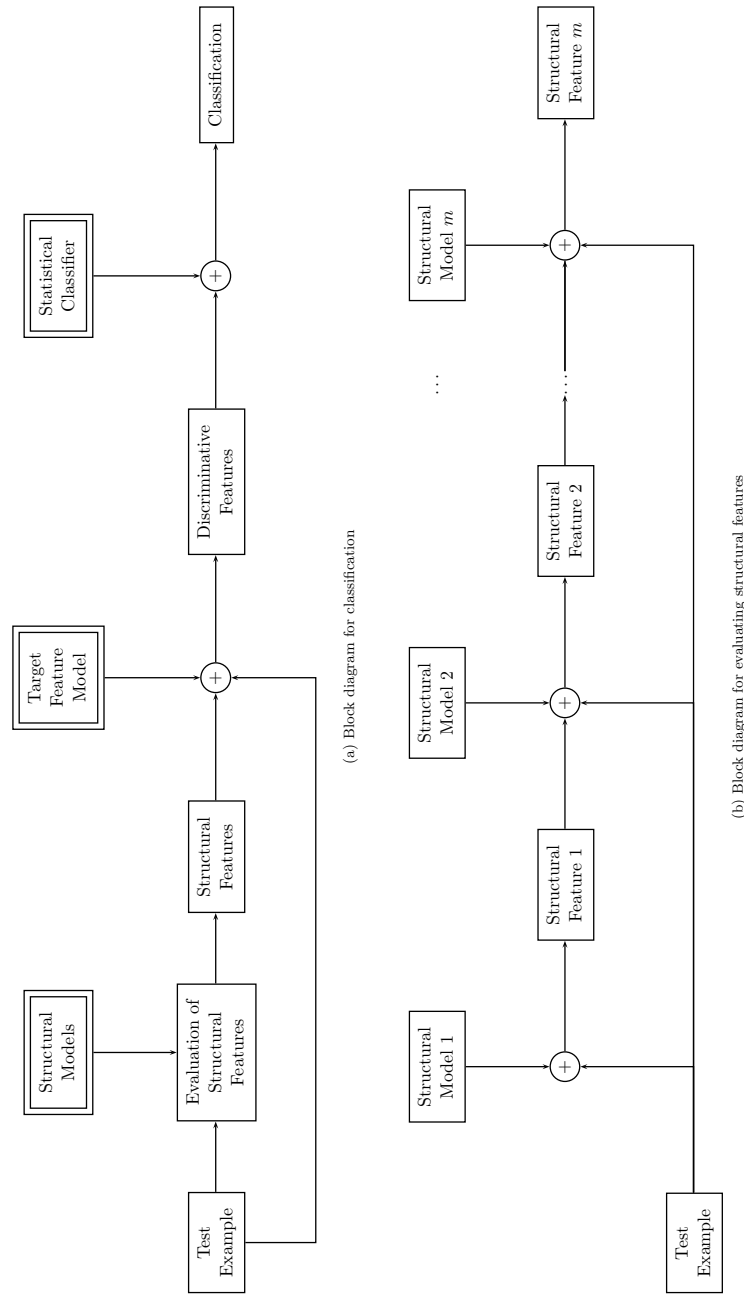 Structural
Models
Target
Feature
Model
Statistical
Classifier
Test
Example
Evaluation of
Structural
Features
Structural
Features
+
Discriminative
Features
+
Classification
(a) Block diagram for classification
Structural
Model 1
Structural
Model 2
...
Structural
Model m
+
Structural
Feature 1
+
Structural
Feature 2
...
+
Structural
Feature m
Test
Example
(b) Block diagram for evaluating structural features